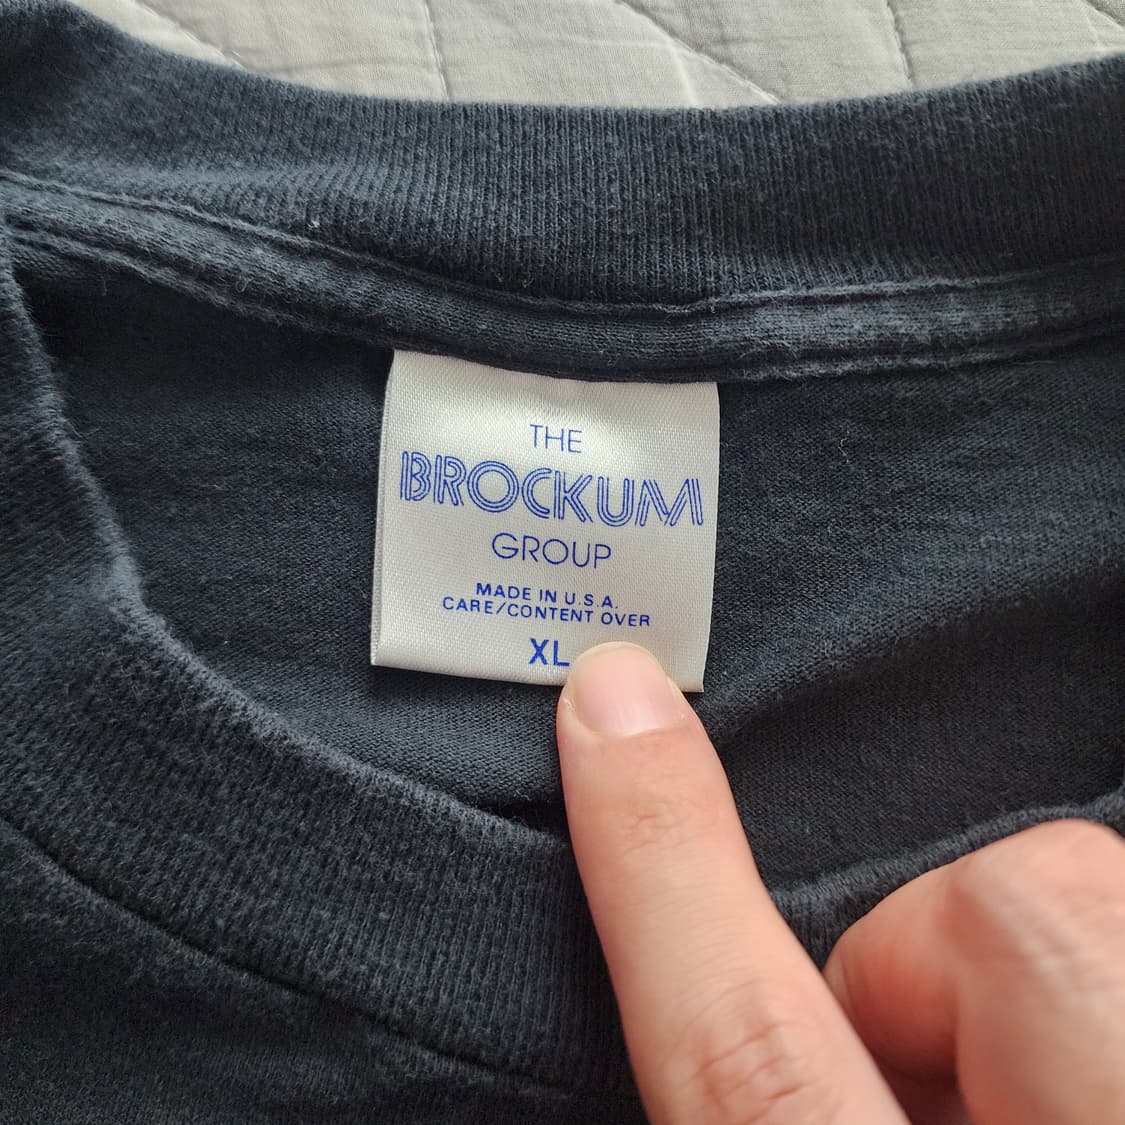 THE
BROCKUM
GROUP
MADE IN U.S.A.
CARE/CONTENT OVER
XL